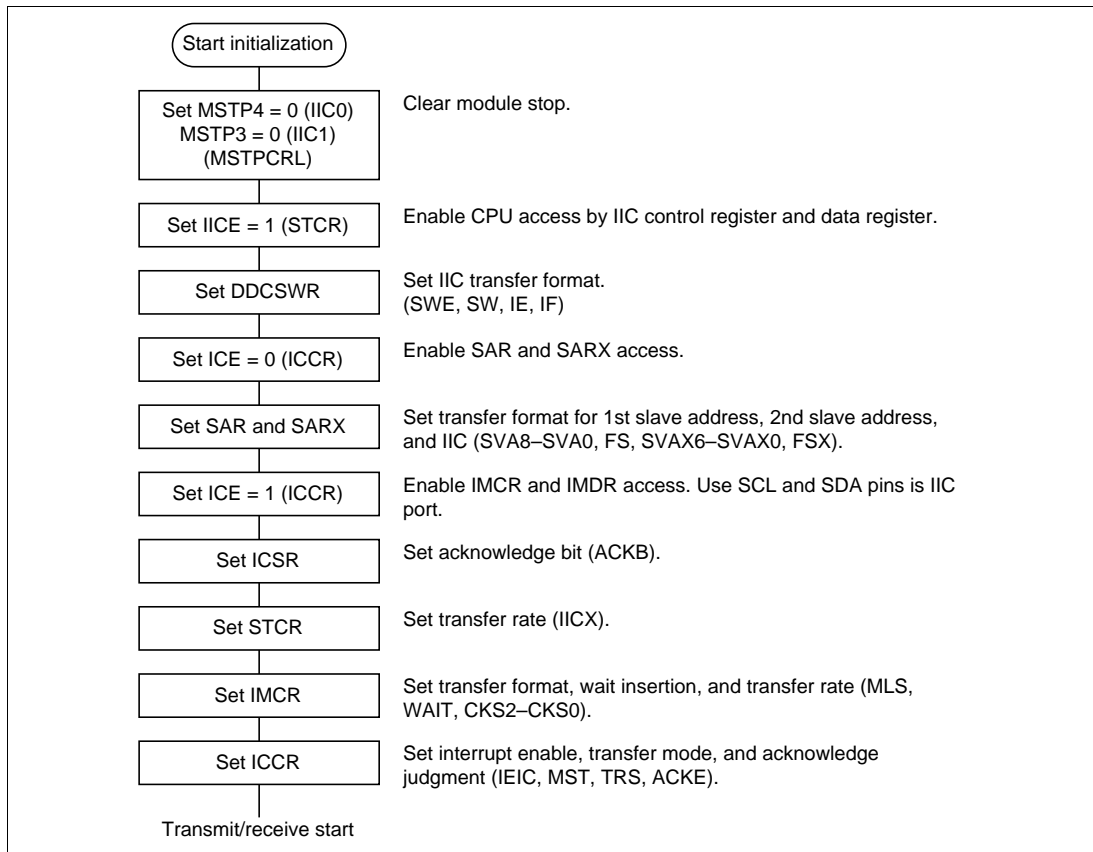 Start initialization
Set MSTP4 = 0 (IIC0)
MSTP3 = 0 (IIC1)
(MSTPCRL)
Clear module stop.
Set IICE = 1 (STCR)
Enable CPU access by IIC control register and data register.
Set DDCSWR
Set IIC transfer format.
(SWE, SW, IE, IF)
Set ICE = 0 (ICCR)
Enable SAR and SARX access.
Set SAR and SARX
Set transfer format for 1st slave address, 2nd slave address,
and IIC (SVA8–SVA0, FS, SVAX6–SVAX0, FSX).
Set ICE = 1 (ICCR)
Enable IMCR and IMDR access. Use SCL and SDA pins is IIC
port.
Set ICSR
Set acknowledge bit (ACKB).
Set STCR
Set transfer rate (IICX).
Set IMCR
Set transfer format, wait insertion, and transfer rate (MLS,
WAIT, CKS2–CKS0).
Set ICCR
Set interrupt enable, transfer mode, and acknowledge
judgment (IEIC, MST, TRS, ACKE).
Transmit/receive start